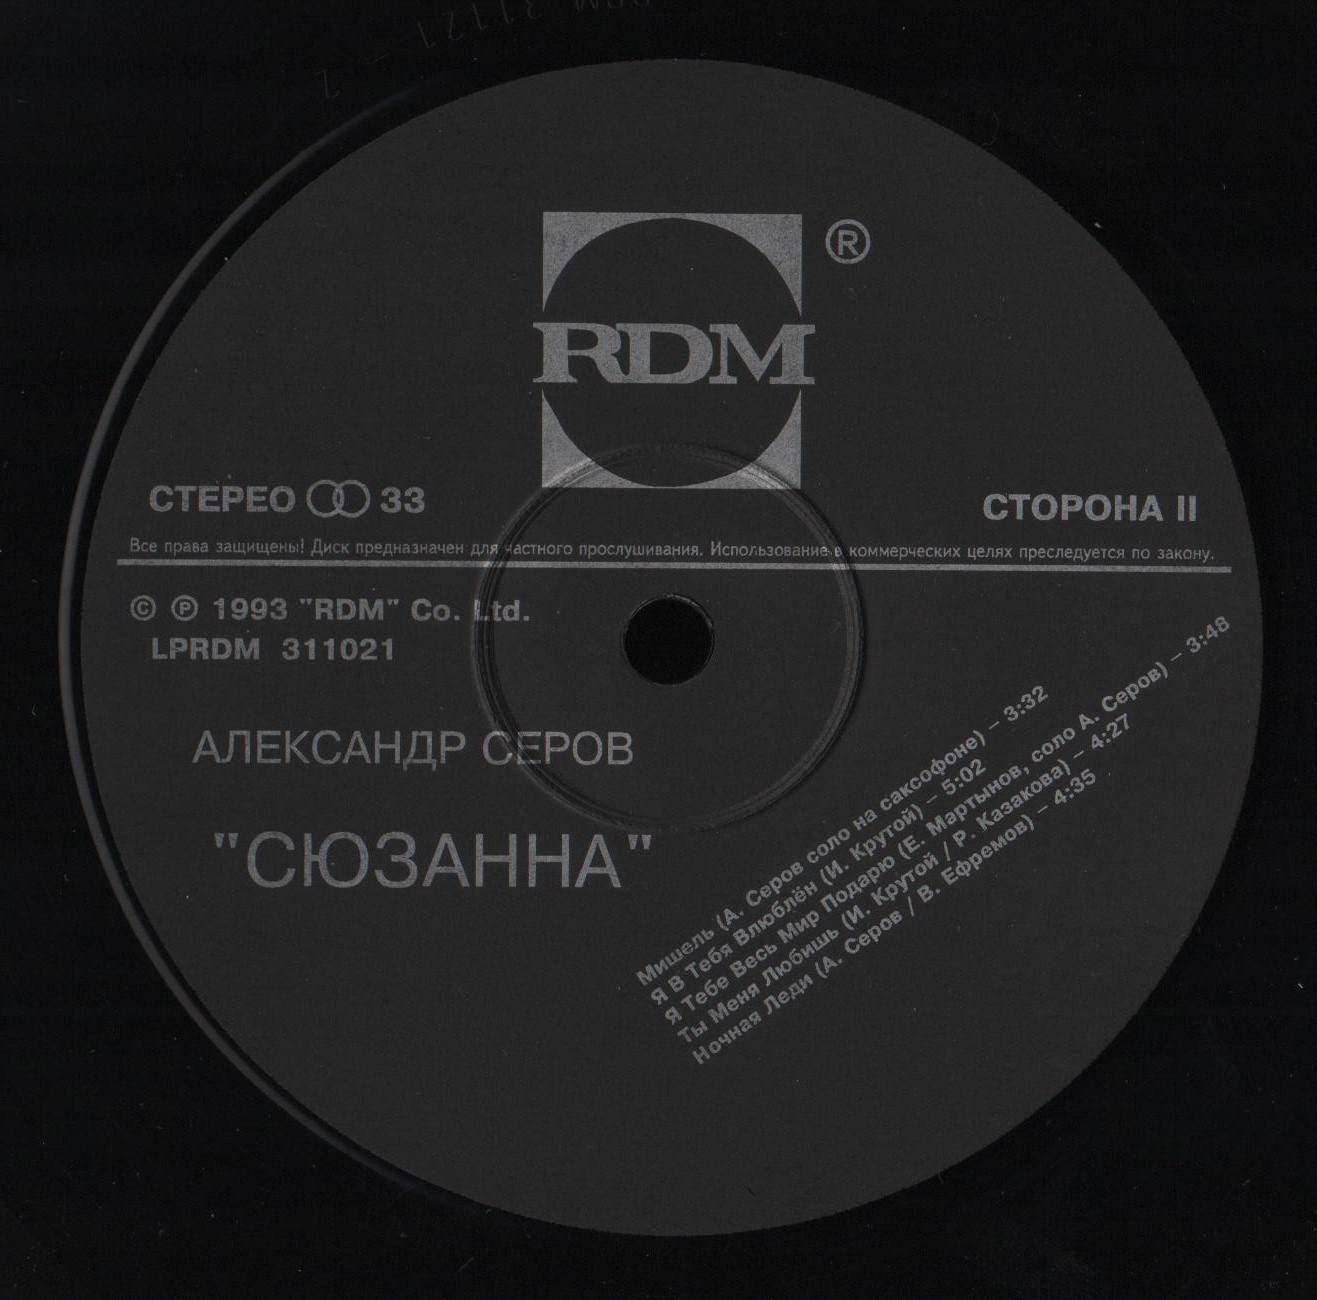 RDM 31121 – 1
RDM ®
СТЕРЕО 33
СТОРОНА II
Все права защищены! Диск предназначен для частного прослушивания. Использование в коммерческих целях преследуется по закону.
© ℗ 1993 "RDM" Co. Ltd.
LPRDM 311021
АЛЕКСАНДР СЕРОВ
"СЮЗАННА"
Мишель (А. Серов соло на саксофоне) – 3:32
Я В Тебя Влюблён (И. Крутой) – 5:02
Я Тебе Весь Мир Подарю (Е. Мартынов, соло А. Серов) – 3:48
Ты Меня Любишь (И. Крутой / Р. Казакова) – 4:27
Ночная Леди (А. Серов / В. Ефремов) – 4:35